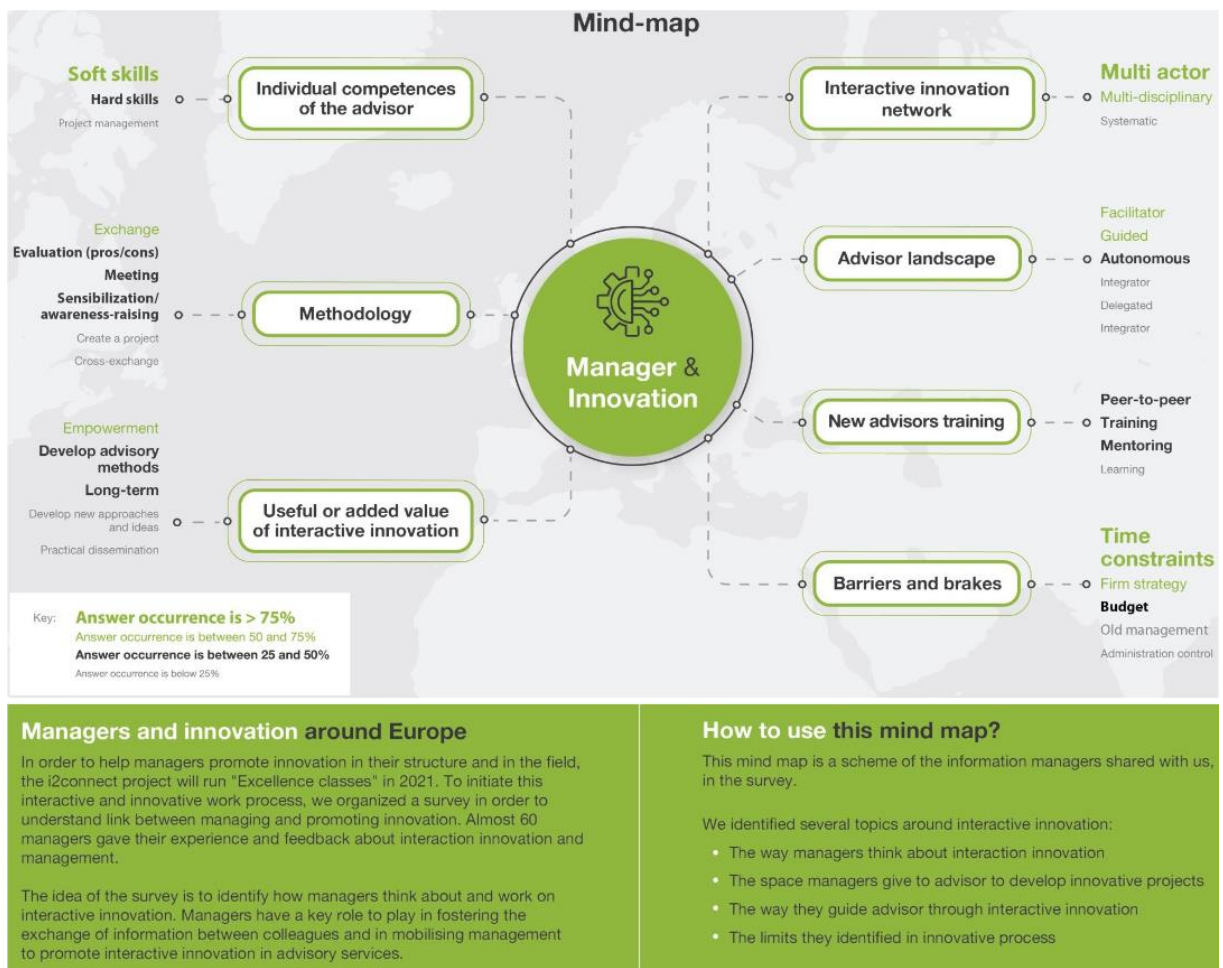 Mind-map
Soft skills
Hard skills
Project management
Individual competences
of the advisor
Exchange
Evaluation (pros/cons)
Meeting
Sensibilization/
awareness-raising
Create a project
Cross-exchange
Methodology
Empowerment
Develop advisory
methods
Long-term
Develop new approaches
and ideas
Practical dissemination
Useful or added value
of interactive innovation
Manager &
Innovation
Interactive innovation
network
Multi actor
Multi-disciplinary
Systematic
Advisor landscape
Facilitator
Guided
Autonomous
Integrator
Delegated
Integrator
New advisors training
Peer-to-peer
Training
Mentoring
Learning
Barriers and brakes
Time
constraints
Firm strategy
Budget
Old management
Administration control
Key:
Answer occurrence is > 75%
Answer occurrence is between 50 and 75%
Answer occurrence is between 25 and 50%
Answer occurrence is below 25%
Managers and innovation around Europe
In order to help managers promote innovation in their structure and in the field,
the i2connect project will run "Excellence classes" in 2021. To initiate this
interactive and innovative work process, we organized a survey in order to
understand link between managing and promoting innovation. Almost 60
managers gave their experience and feedback about interaction innovation and
management.
The idea of the survey is to identify how managers think about and work on
interactive innovation. Managers have a key role to play in fostering the
exchange of information between colleagues and in mobilising management
to promote interactive innovation in advisory services.
How to use this mind map?
This mind map is a scheme of the information managers shared with us,
in the survey.
We identified several topics around interactive innovation:
• The way managers think about interaction innovation
• The space managers give to advisor to develop innovative projects
• The way they guide advisor through interactive innovation
• The limits they identified in innovative process